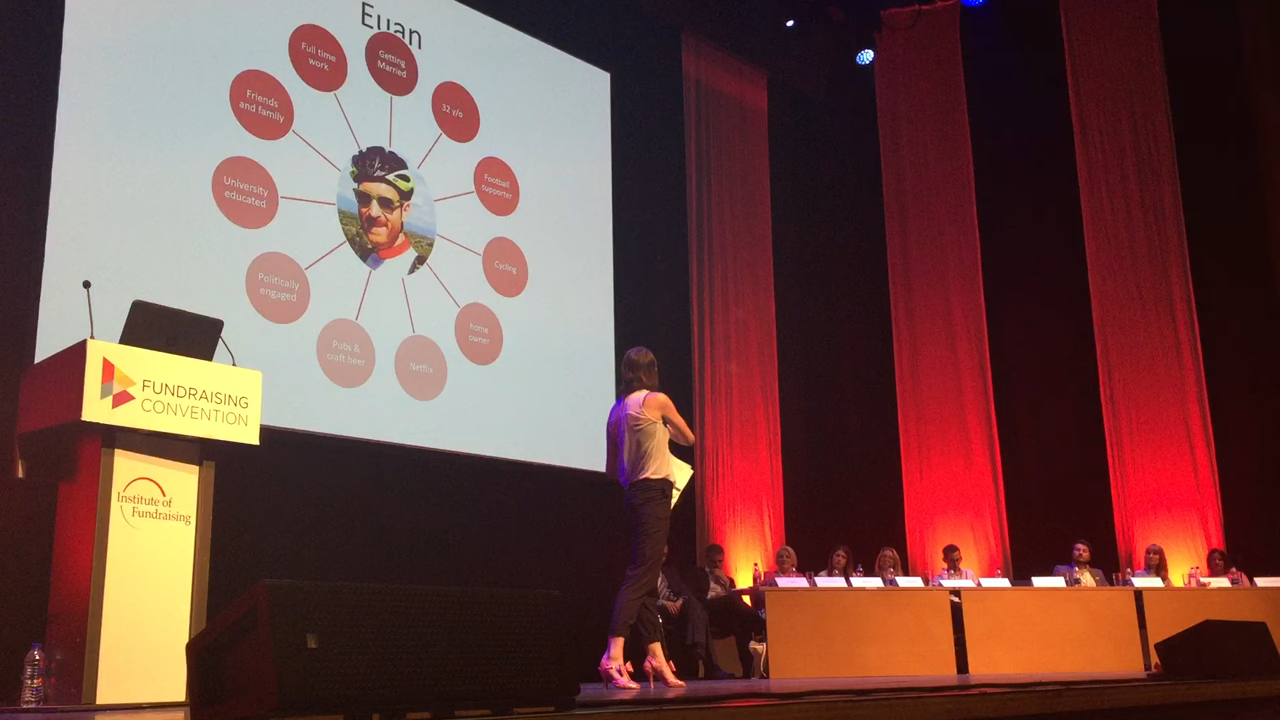 Euan
Getting
Married
Full time
work
32 y/o
Friends
and family
Football
supporter
University
educated
Cycling
Politically
engaged
home
owner
Pubs &
craft beer
Netflix
FUNDRAISING
CONVENTION
Institute of
Fundraising